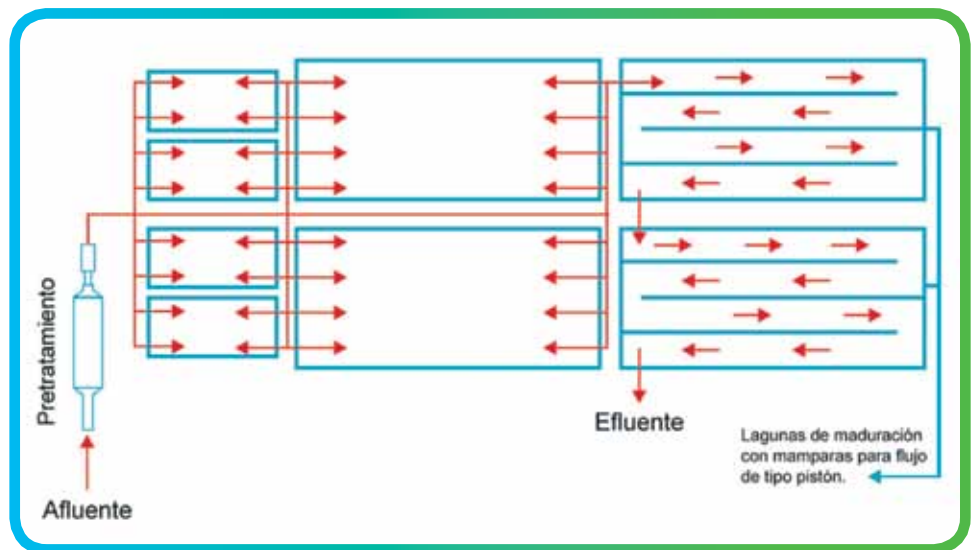 Pretratamiento
Afluente
Efluente
Lagunas de maduración
con mamparas para flujo
de tipo pistón.